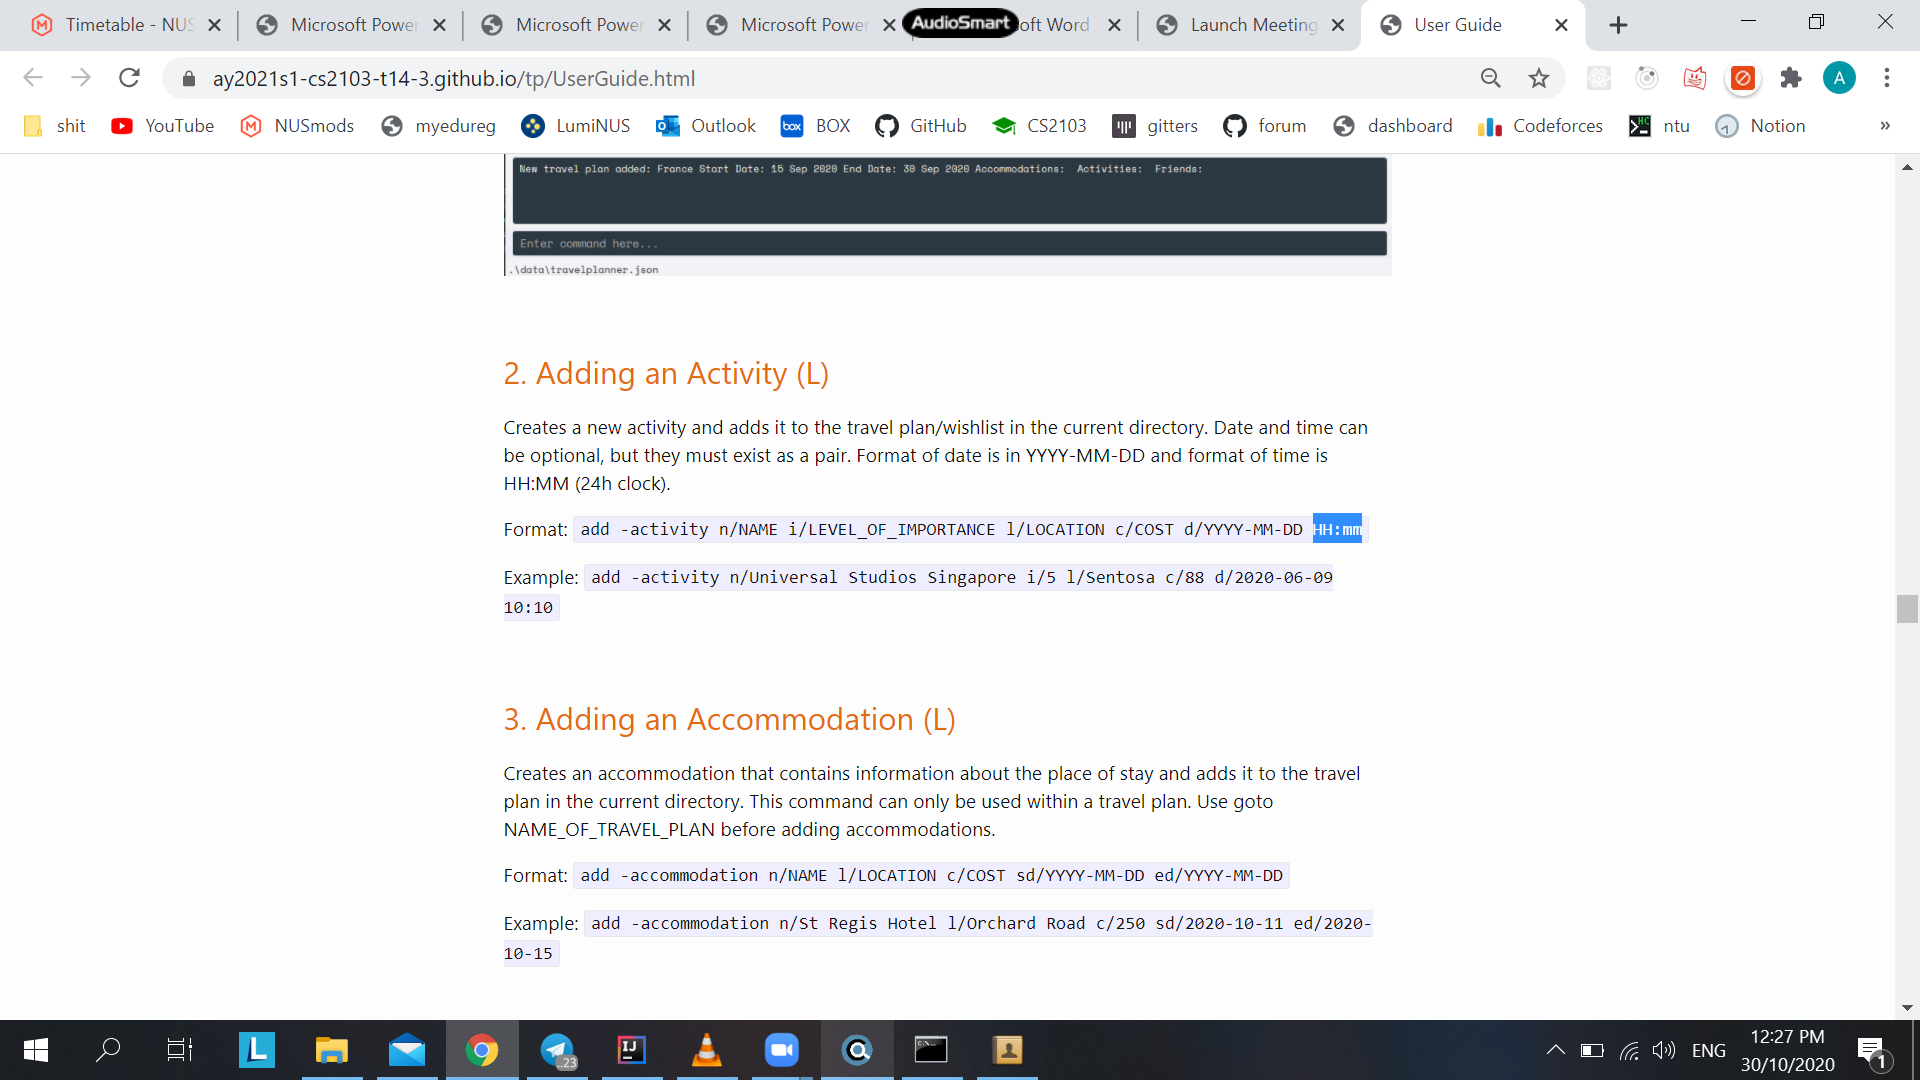 Timetable - NUS
Microsoft Power
Microsoft Power
Microsoft Power
AudioSmart
oft Word
Launch Meeting
User Guide
ay2021s1-cs2103-t14-3.github.io/tp/UserGuide.html
A
shit
YouTube
NUSmods
myedureg
LumiNUS
Outlook
box
BOX
GitHub
CS2103
gitters
forum
dashboard
Codeforces
HC
ntu
Notion
»
New travel plan added: France Start Date: 15 Sep 2020 End Date: 30 Sep 2020 Accommodations: Activities: Friends:
Enter command here...
.\data\travelplanner.json
2. Adding an Activity (L)
Creates a new activity and adds it to the travel plan/wishlist in the current directory. Date and time can
be optional, but they must exist as a pair. Format of date is in YYYY-MM-DD and format of time is
HH:MM (24h clock).
Format: add -activity n/NAME i/LEVEL_OF_IMPORTANCE l/LOCATION c/COST d/YYYY-MM-DD HH:mm
Example: add -activity n/Universal Studios Singapore i/5 l/Sentosa c/88 d/2020-06-09
10:10
3. Adding an Accommodation (L)
Creates an accommodation that contains information about the place of stay and adds it to the travel
plan in the current directory. This command can only be used within a travel plan. Use goto
NAME_OF_TRAVEL_PLAN before adding accommodations.
Format: add -accommodation n/NAME l/LOCATION c/COST sd/YYYY-MM-DD ed/YYYY-MM-DD
Example: add -accommodation n/St Regis Hotel l/Orchard Road c/250 sd/2020-10-11 ed/2020-
10-15
L
..23
IJ
ENG
12:27 PM
30/10/2020
1